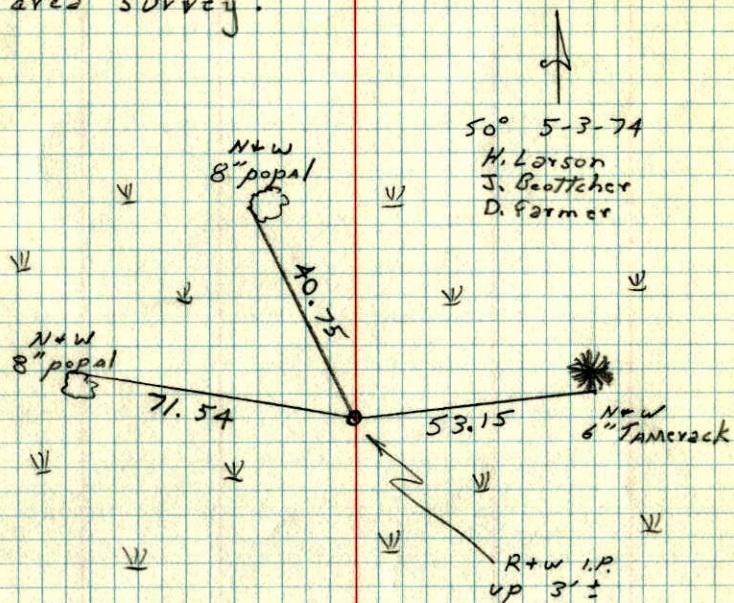 area survey.
50° 5-3-74
H. Larson
J. Beottcher
D. Farmer
N+W
8" popal
40.75
N+W
8" popal
71.54
53.15
N+W
6" Tamerack
R+W I.P.
up 3' ±